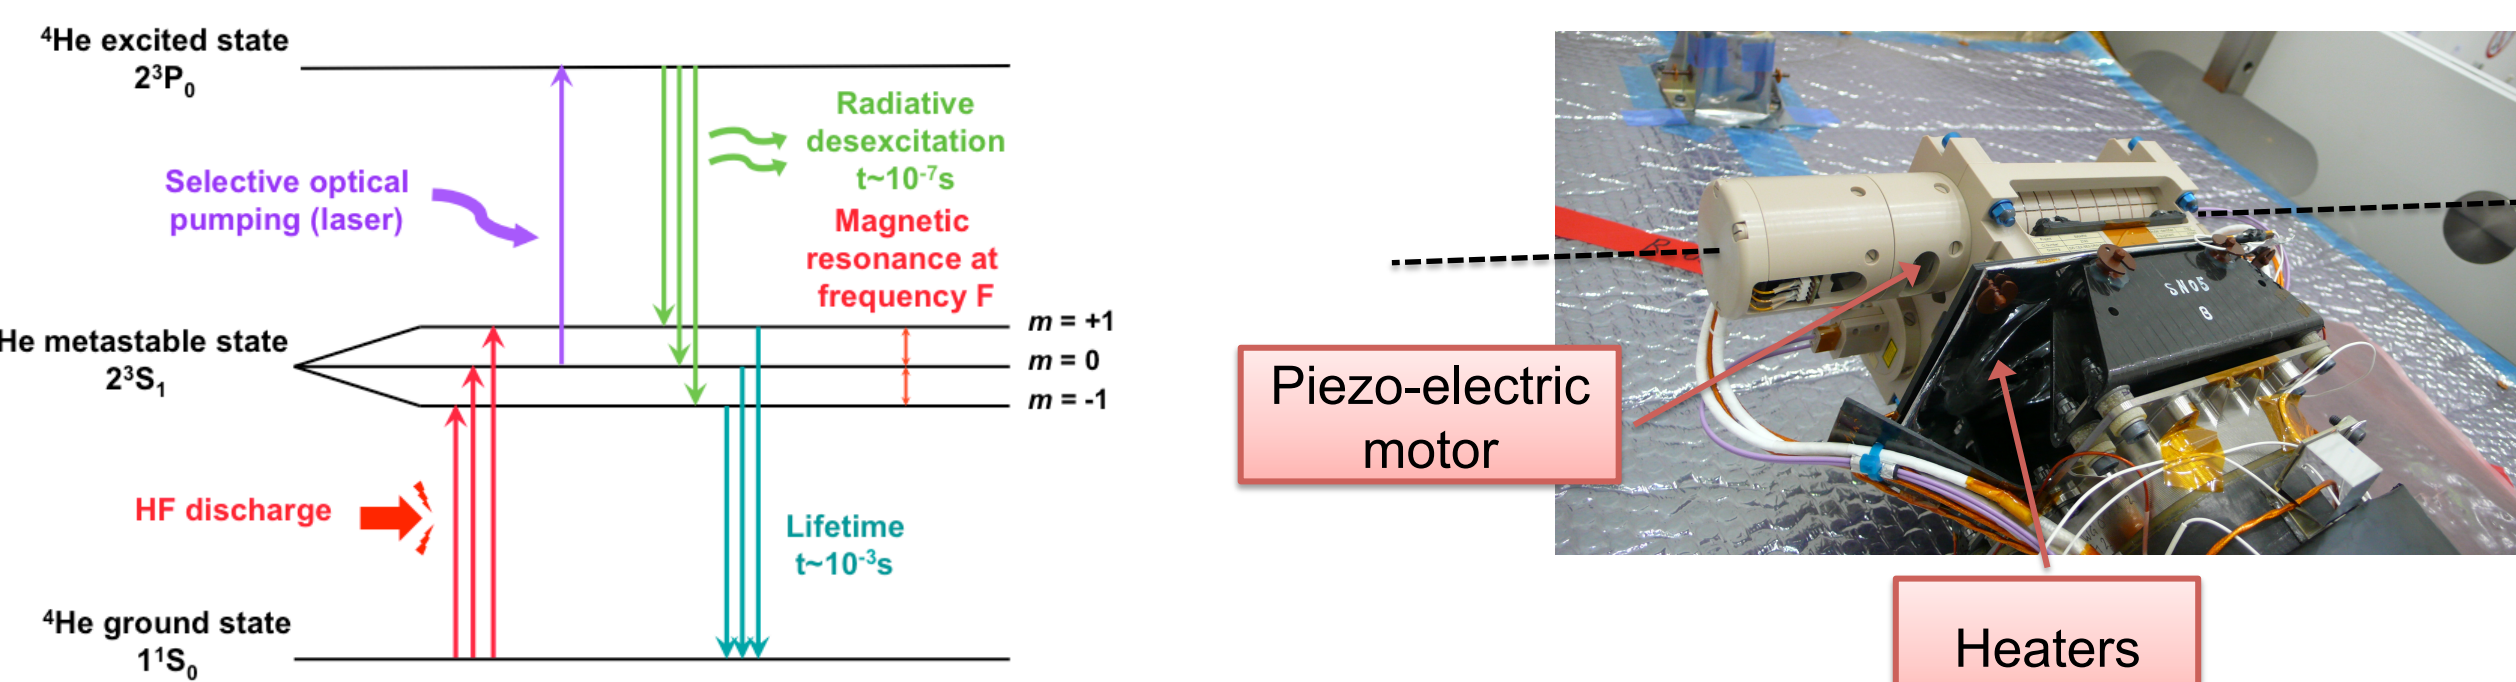 ⁴He excited state
2³P₀
Radiative
desexcitation
t~10⁻⁷s
Selective optical
pumping (laser)
Magnetic
resonance at
frequency F
m = +1
He metastable state
2³S₁
m = 0
m = -1
HF discharge
Lifetime
t~10⁻³s
⁴He ground state
1¹S₀
Piezo-electric
motor
SN05
8
Heaters